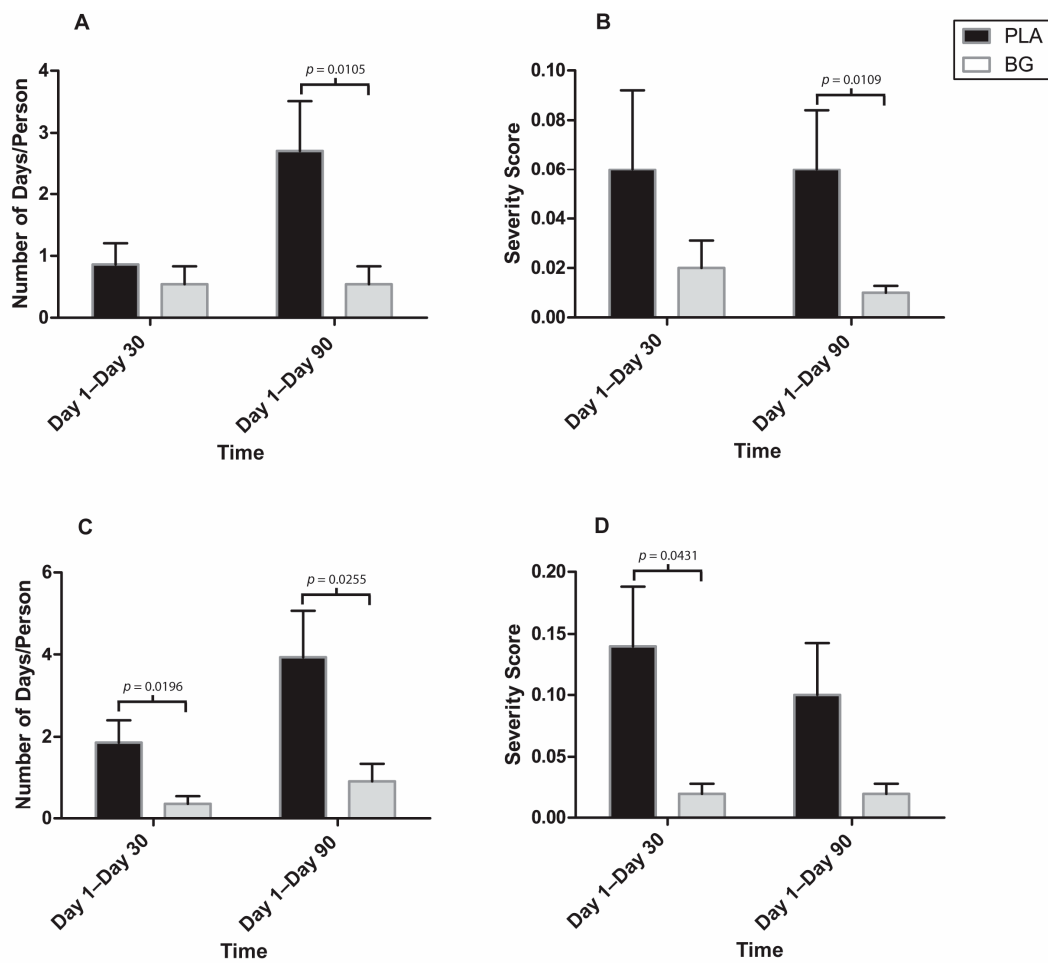 A
Number of Days/Person
4
3
2
1
0
p = 0.0105
Day 1–Day 30
Day 1–Day 90
Time
B
PLA
BG
Severity Score
0.10
0.08
0.06
0.04
0.02
0.00
p = 0.0109
Day 1–Day 30
Day 1–Day 90
Time
C
Number of Days/Person
6
4
2
0
p = 0.0196
p = 0.0255
Day 1–Day 30
Day 1–Day 90
Time
D
Severity Score
0.20
0.15
0.10
0.05
0.00
p = 0.0431
Day 1–Day 30
Day 1–Day 90
Time